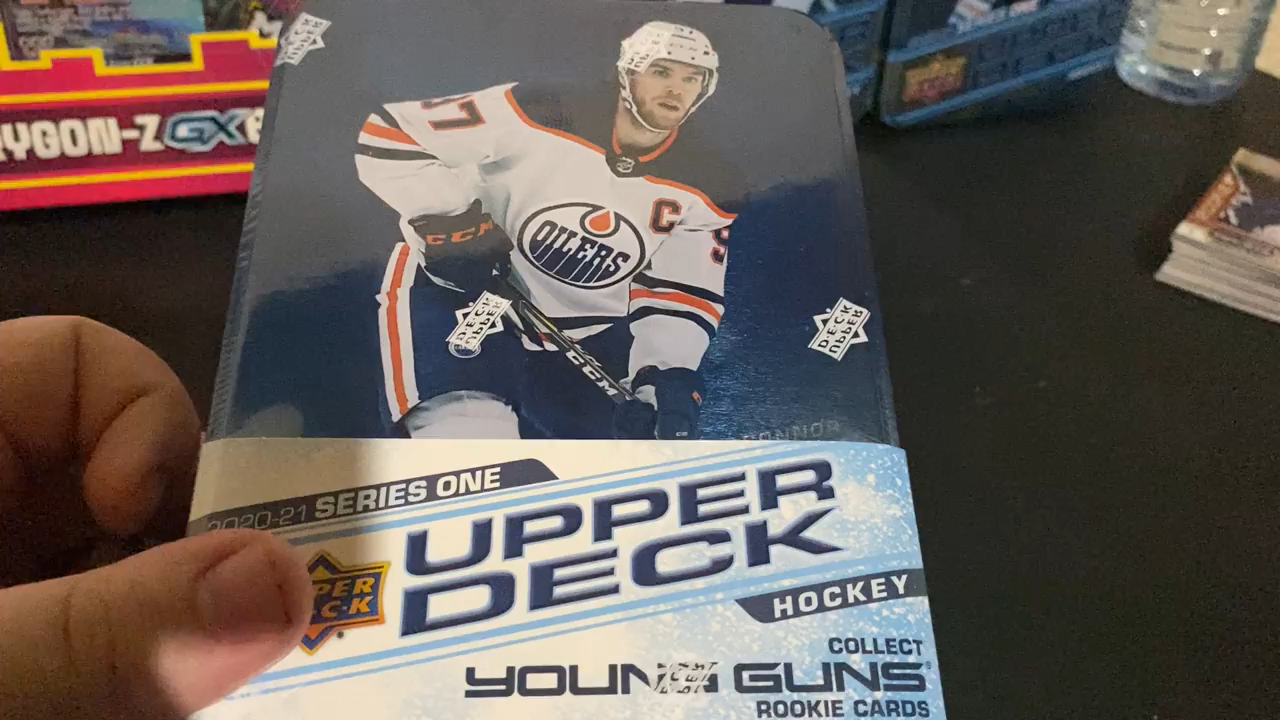 RYGON-Z GX
UPPER DECK
97
C
9
OILERS
CCM
UPPER DECK
UPPER DECK
CCM
CONNOR
2020-21 SERIES ONE
UPPER
DECK
HOCKEY
COLLECT
YOUNG GUNS
ROOKIE CARDS